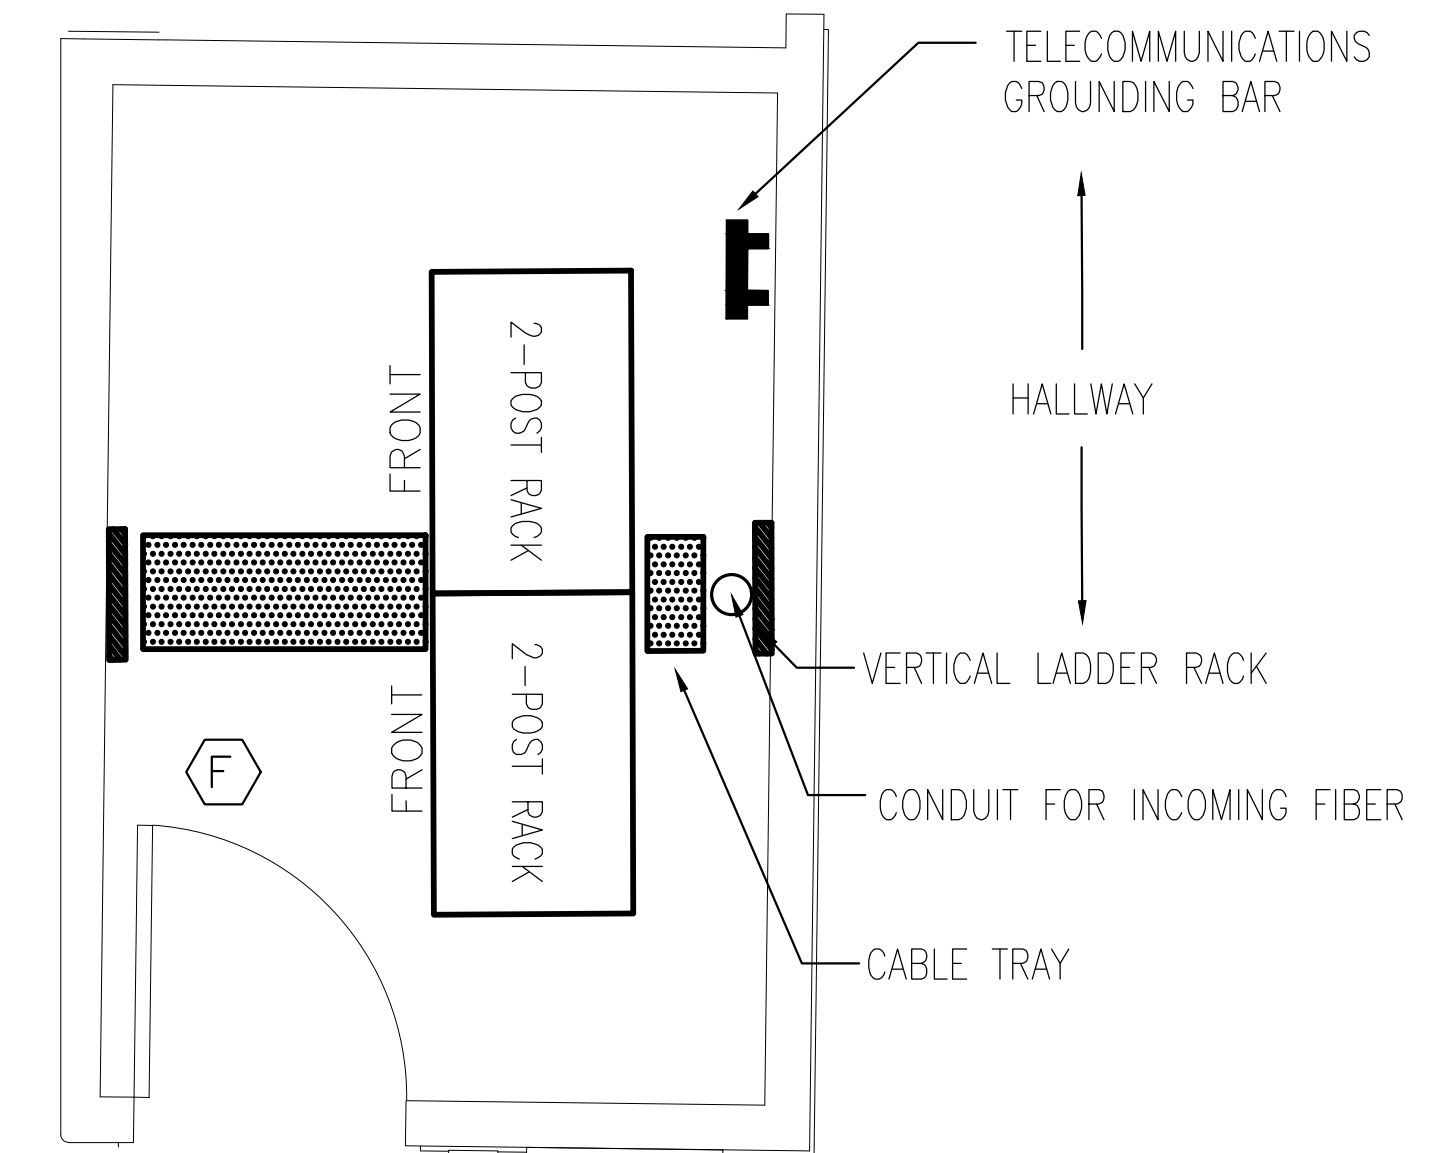 TELECOMMUNICATIONS
GROUNDING BAR
2-POST RACK
FRONT
HALLWAY
VERTICAL LADDER RACK
2-POST RACK
FRONT
F
CONDUIT FOR INCOMING FIBER
CABLE TRAY